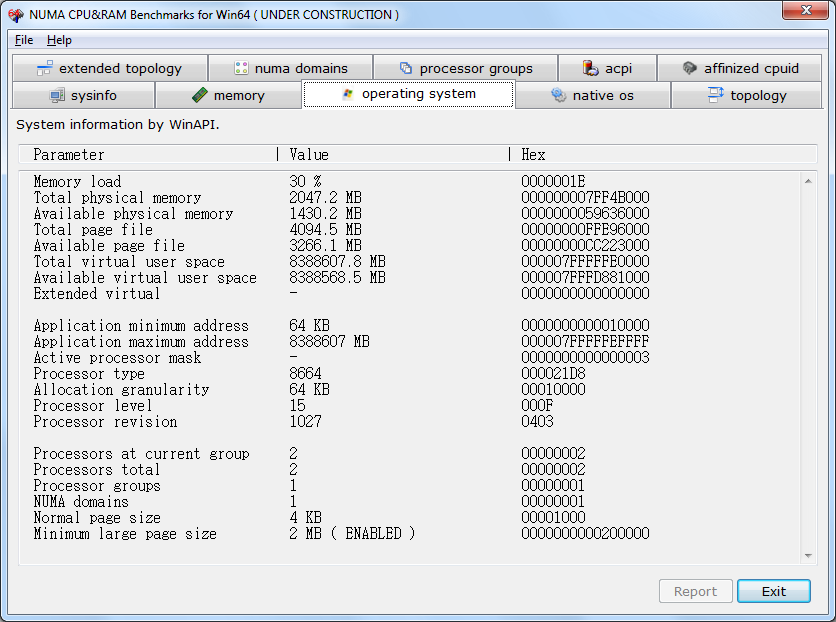 NUMA CPU&RAM Benchmarks for Win64 ( UNDER CONSTRUCTION )
File Help
extended topology numa domains processor groups acpi affinized cpuid
sysinfo memory operating system native os topology
System information by WinAPI.
Parameter | Value | Hex
Memory load 30 % 0000001E
Total physical memory 2047.2 MB 000000007FF4B000
Available physical memory 1430.2 MB 0000000059636000
Total page file 4094.5 MB 00000000FFE96000
Available page file 3266.1 MB 00000000CC223000
Total virtual user space 8388607.8 MB 000007FFFFFE0000
Available virtual user space 8388568.5 MB 000007FFFD881000
Extended virtual - 0000000000000000
Application minimum address 64 KB 0000000000010000
Application maximum address 8388607 MB 000007FFFFFEFFFF
Active processor mask - 0000000000000003
Processor type 8664 000021D8
Allocation granularity 64 KB 00010000
Processor level 15 000F
Processor revision 1027 0403
Processors at current group 2 00000002
Processors total 2 00000002
Processor groups 1 00000001
NUMA domains 1 00000001
Normal page size 4 KB 00001000
Minimum large page size 2 MB ( ENABLED ) 0000000000200000
Report Exit